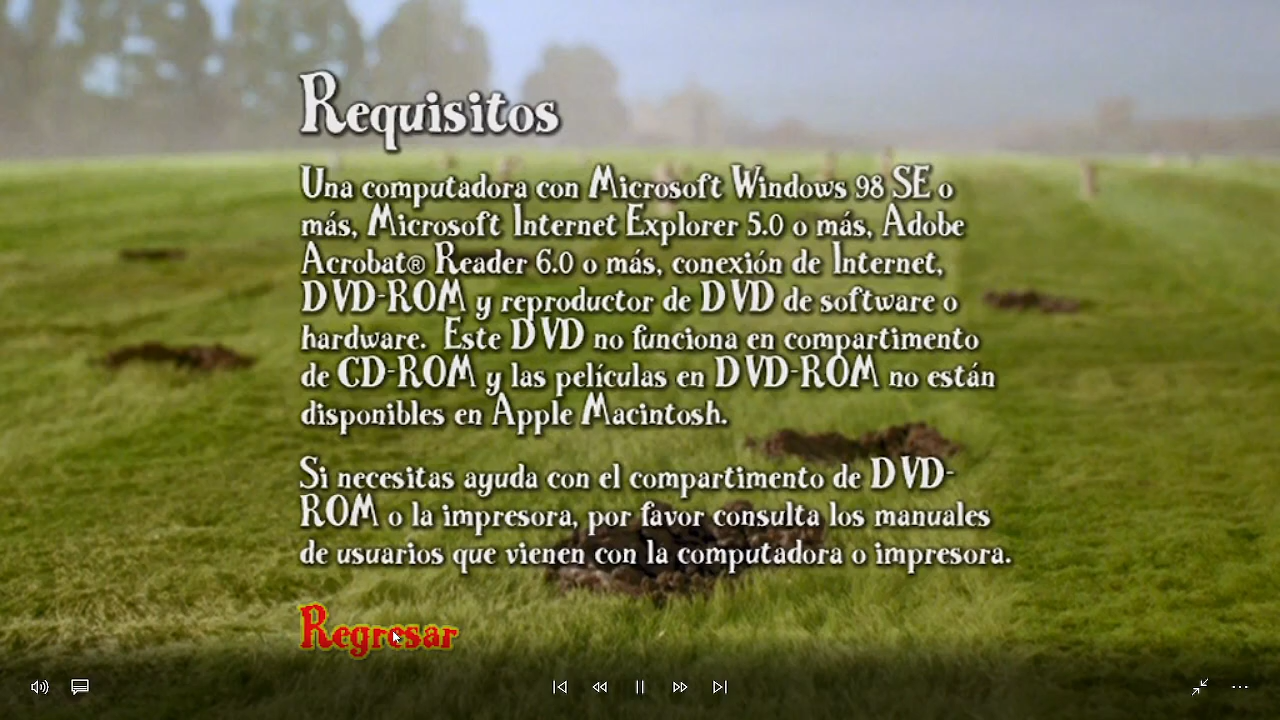 Requisitos
Una computadora con Microsoft Windows 98 SE o
más, Microsoft Internet Explorer 5.0 o más, Adobe
Acrobat® Reader 6.0 o más, conexión de Internet,
DVD-ROM y reproductor de DVD de software o
hardware. Este DVD no funciona en compartimento
de CD-ROM y las películas en DVD-ROM no están
disponibles en Apple Macintosh.
Si necesitas ayuda con el compartimento de DVD-
ROM o la impresora, por favor consulta los manuales
de usuarios que vienen con la computadora o impresora.
Regresar